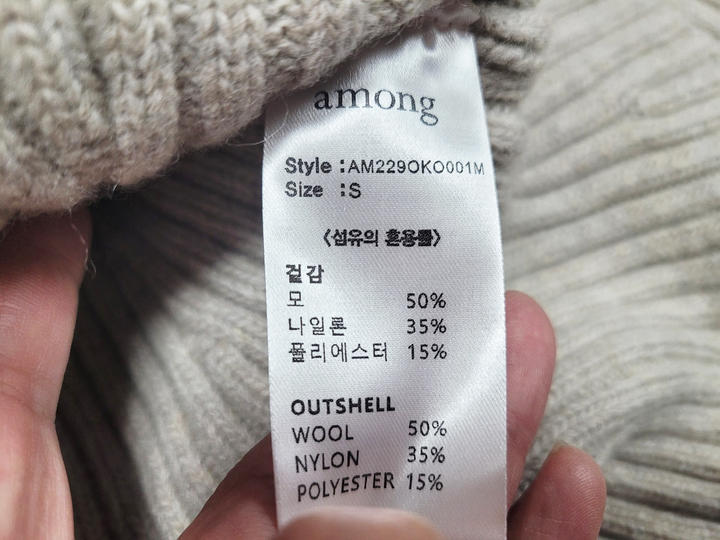 among
Style :AM229OKO001M
Size :S
〈섬유의 혼용률〉
겉감
모 50%
나일론 35%
폴리에스터 15%
OUTSHELL
WOOL 50%
NYLON 35%
POLYESTER 15%